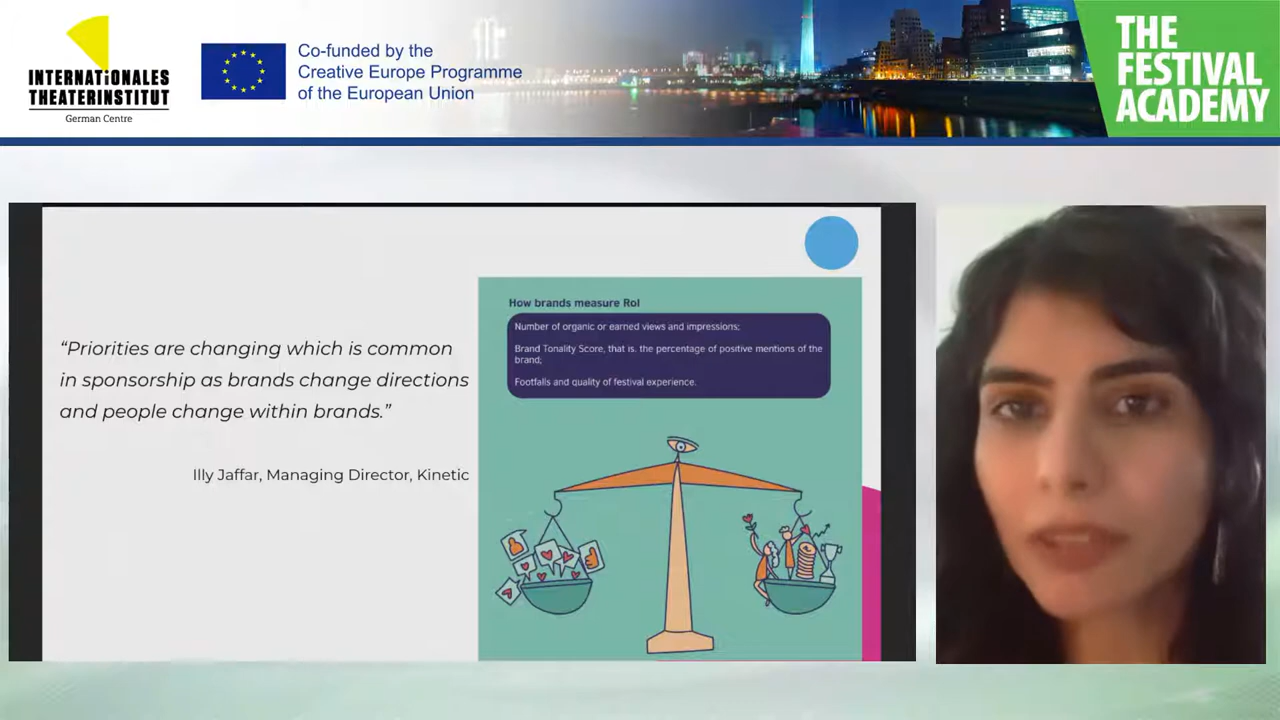 INTERNATiONALES
THEATERiNSTiTUT
German Centre
Co-funded by the
Creative Europe Programme
of the European Union
THE
FESTIVAL
ACADEMY
“Priorities are changing which is common
in sponsorship as brands change directions
and people change within brands.”
Illy Jaffar, Managing Director, Kinetic
How brands measure RoI
Number of organic or earned views and impressions;
Brand Tonality Score, that is. the percentage of positive mentions of the
brand;
Footfalls and quality of festival experience.